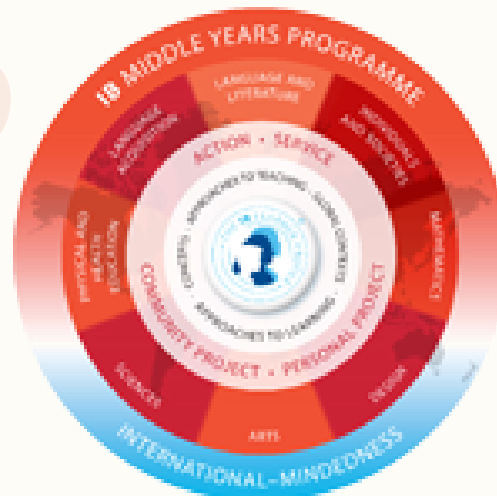 IB MIDDLE YEARS PROGRAMME
LANGUAGE AND
LITERATURE
LANGUAGE
ACQUISITION
INDIVIDUALS
AND SOCIETIES
PHYSICAL AND
HEALTH
EDUCATION
MATHEMATICS
SCIENCES
DESIGN
ARTS
ACTION • SERVICE
COMMUNITY PROJECT • PERSONAL PROJECT
APPROACHES TO TEACHING • GLOBAL CONTEXTS
CONCEPTS • APPROACHES TO LEARNING
INTERNATIONAL-MINDEDNESS